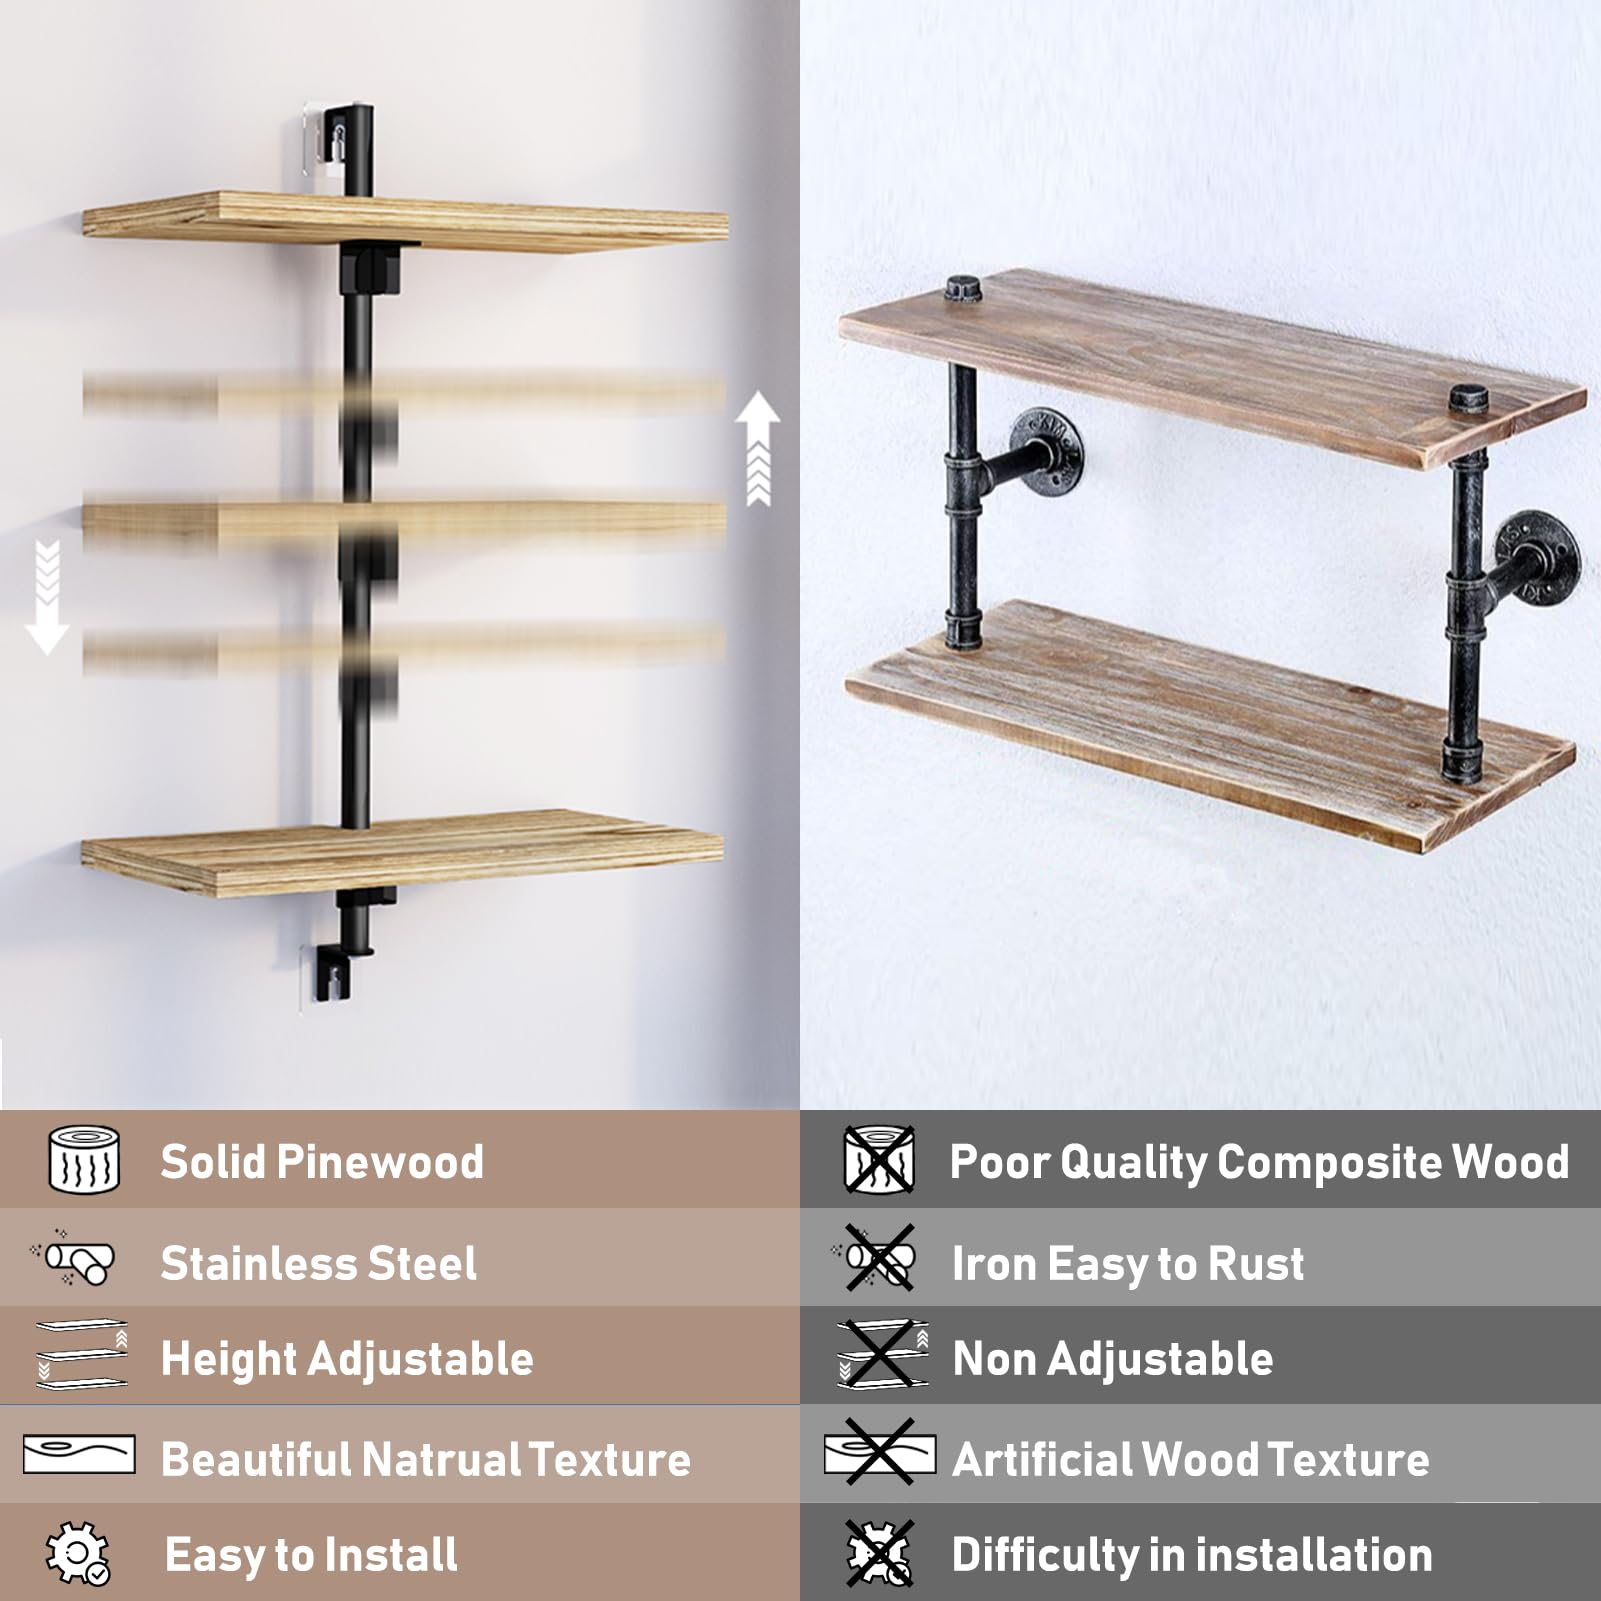 Solid Pinewood
Poor Quality Composite Wood
Stainless Steel
Iron Easy to Rust
Height Adjustable
Non Adjustable
Beautiful Natrual Texture
Artificial Wood Texture
Easy to Install
Difficulty in installation